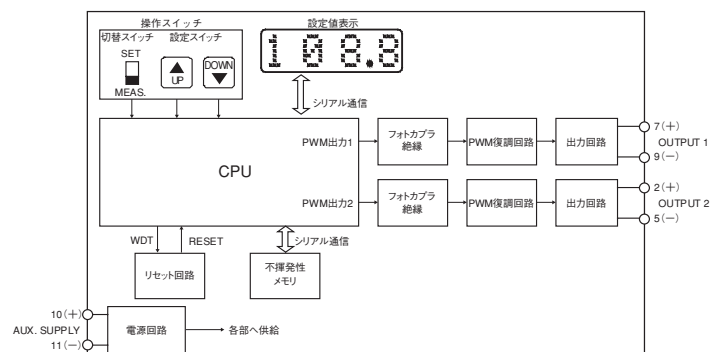 操作スイッチ
切替スイッチ 設定スイッチ
SET
MEAS.
UP
DOWN
設定値表示
108.8
シリアル通信
CPU
PWM出力1
フォトカプラ
絶縁
PWM復調回路
出力回路
7(+)
OUTPUT 1
9(−)
PWM出力2
フォトカプラ
絶縁
PWM復調回路
出力回路
2(+)
OUTPUT 2
5(−)
WDT
RESET
シリアル通信
リセット回路
不揮発性
メモリ
10(+)
AUX. SUPPLY
11(−)
電源回路
各部へ供給